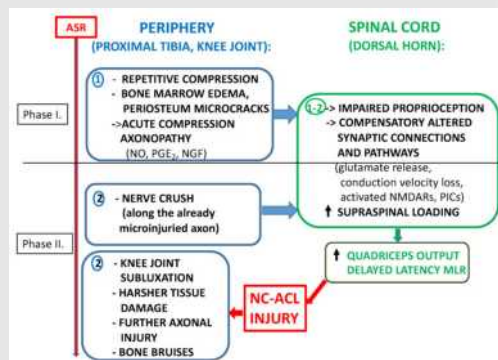 ASR
PERIPHERY
(PROXIMAL TIBIA, KNEE JOINT):
SPINAL CORD
(DORSAL HORN):
Phase I.
1 - REPETITIVE COMPRESSION
- BONE MARROW EDEMA,
PERIOSTEUM MICROCRACKS
->ACUTE COMPRESSION
AXONOPATHY
(NO, PGE₂, NGF)
1-2 -> IMPAIRED PROPRIOCEPTION
-> COMPENSATORY ALTERED
SYNAPTIC CONNECTIONS
AND PATHWAYS
(glutamate release,
conduction velocity loss,
activated NMDARs, PICs)
↑ SUPRASPINAL LOADING
Phase II.
2 - NERVE CRUSH
(along the already
microinjured axon)
↑ QUADRICEPS OUTPUT
DELAYED LATENCY MLR
2 - KNEE JOINT
SUBLUXATION
- HARSHER TISSUE
DAMAGE
- FURTHER AXONAL
INJURY
- BONE BRUISES
NC-ACL
INJURY